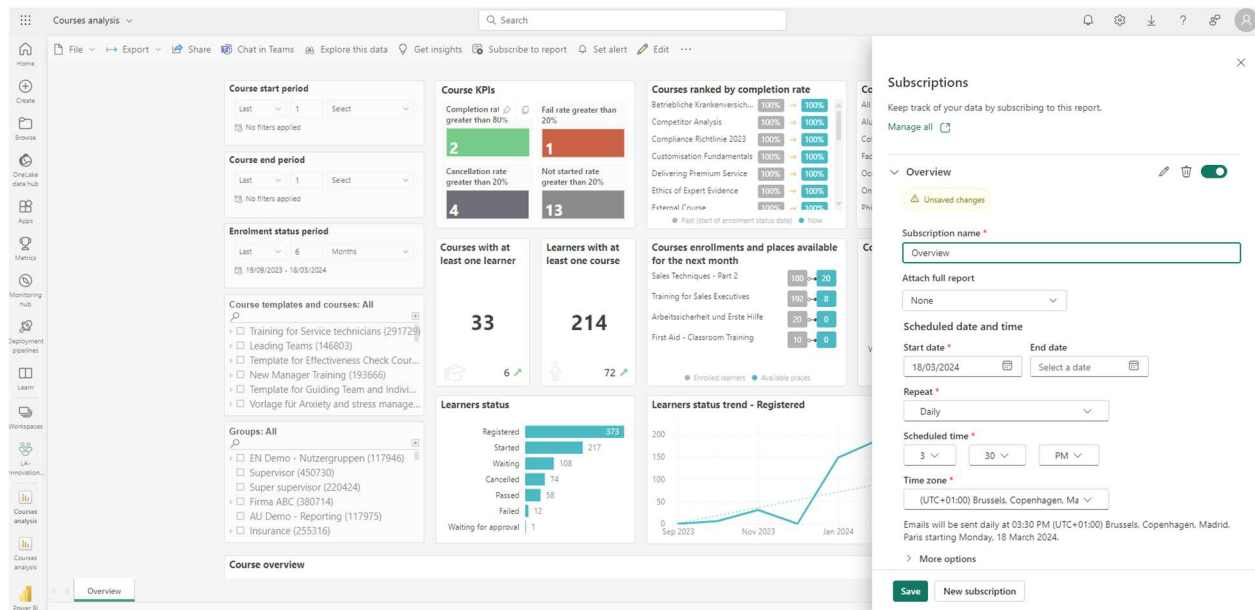 Courses analysis
Search
File
Export
Share
Chat in Teams
Explore this data
Get insights
Subscribe to report
Set alert
Edit
Home
Create
Browse
OneLake
data hub
Apps
Metrics
Monitoring
hub
Deployment
pipelines
Learn
Workspaces
LA-
Innovation...
Courses
analysis
Courses
analysis
Power BI
Course start period
Last 1 Select
No filters applied
Course end period
Last 1 Select
No filters applied
Enrolment status period
Last 6 Months
19/09/2023 - 18/03/2024
Course templates and courses: All
Training for Service technicians (291729)
Leading Teams (146803)
Template for Effectiveness Check Cour...
New Manager Training (193666)
Template for Guiding Team and Indivi...
Vorlage für Anxiety and stress manage...
Groups: All
EN Demo - Nutzergruppen (117946)
Supervisor (450730)
Super supervisor (220424)
Firma ABC (380714)
AU Demo - Reporting (117975)
Insurance (255316)
Course KPIs
Completion rat
greater than 80%
2
Fail rate greater than
20%
1
Cancellation rate
greater than 20%
4
Not started rate
greater than 20%
13
Courses ranked by completion rate
Betriebliche Krankenversich... 100% → 100%
Competitor Analysis 100% → 100%
Compliance Richtlinie 2023 100% → 100%
Customisation Fundamentals 100% → 100%
Delivering Premium Service 100% → 100%
Ethics of Expert Evidence 100% → 100%
External Course 100% → 100%
Past (start of enrolment status date) Now
Courses with at
least one learner
33
6
Learners with at
least one course
214
72
Courses enrollments and places available
for the next month
Sales Techniques - Part 2 180 20
Training for Sales Executives 192 8
Arbeitssicherheit und Erste Hilfe 20 0
First Aid - Classroom Training 10 0
Enrolled learners Available places
Learners status
Registered 373
Started 217
Waiting 108
Cancelled 74
Passed 58
Failed 12
Waiting for approval 1
Learners status trend - Registered
200
150
100
50
0
Sep 2023 Nov 2023 Jan 2024
Course overview
Overview
Subscriptions
Keep track of your data by subscribing to this report.
Manage all
Overview
Unsaved changes
Subscription name *
Overview
Attach full report
None
Scheduled date and time
Start date * End date
18/03/2024 Select a date
Repeat *
Daily
Scheduled time *
3 30 PM
Time zone *
(UTC+01:00) Brussels, Copenhagen, Ma
Emails will be sent daily at 03:30 PM (UTC+01:00) Brussels, Copenhagen, Madrid,
Paris starting Monday, 18 March 2024.
More options
Save New subscription